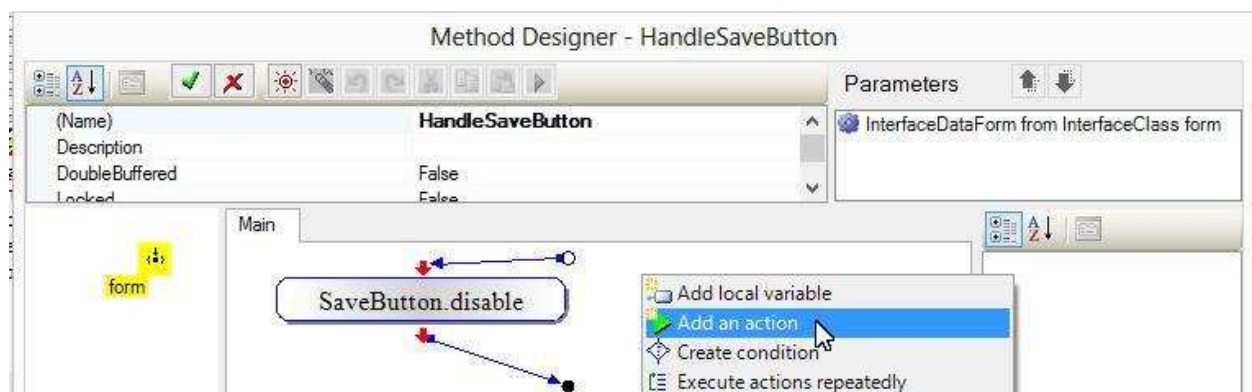 Method Designer - HandleSaveButton
Parameters
(Name) HandleSaveButton
InterfaceDataForm from InterfaceClass form
Description
DoubleBuffered False
Locked False
Main
form
SaveButton.disable
Add local variable
Add an action
Create condition
Execute actions repeatedly